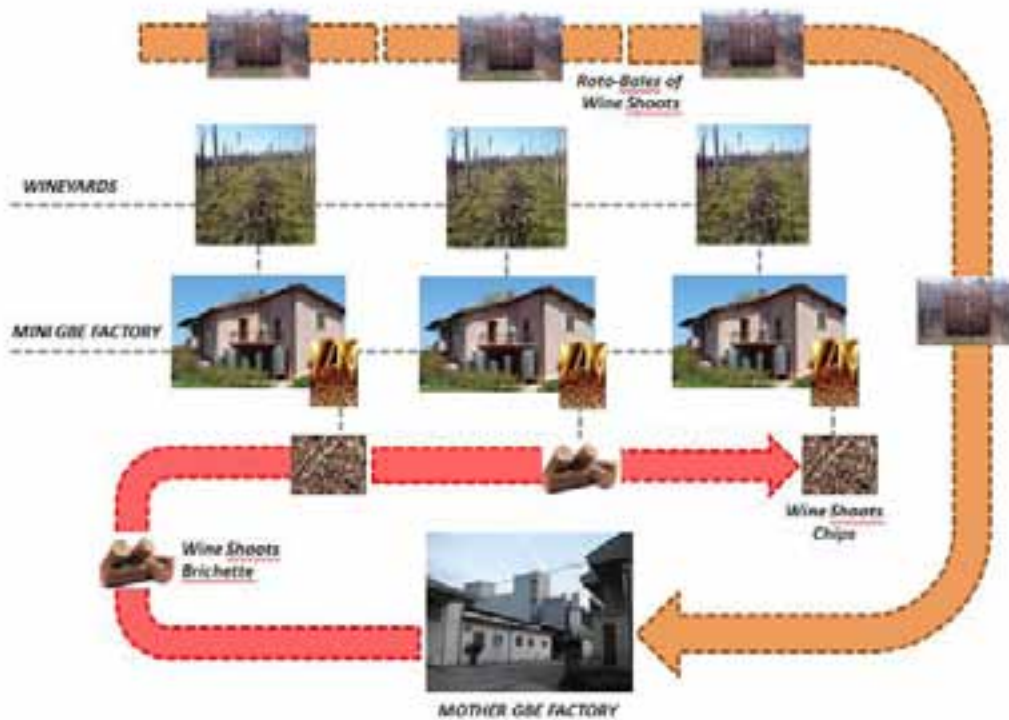 Roto-Bales of
Wine Shoots
WINEYARDS
MINI GBE FACTORY
Wine Shoots
Chips
Wine Shoots
Brichette
MOTHER GBE FACTORY